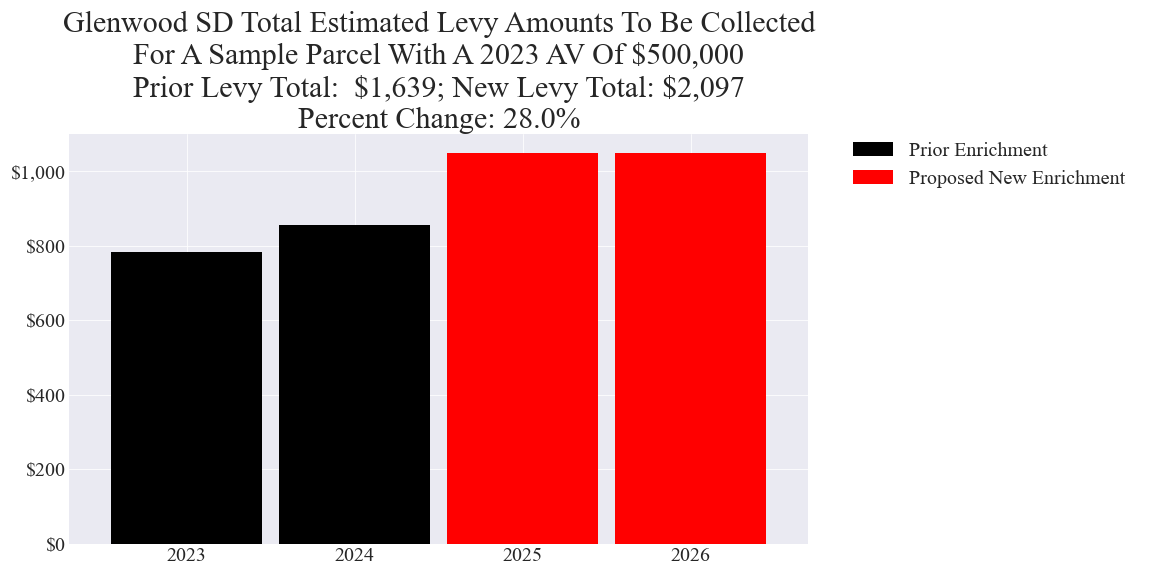 Glenwood SD Total Estimated Levy Amounts To Be Collected
For A Sample Parcel With A 2023 AV Of $500,000
Prior Levy Total:  $1,639; New Levy Total: $2,097
Percent Change: 28.0%
Prior Enrichment
Proposed New Enrichment
$1,000
$800
$600
$400
$200
$0
2023 2024 2025 2026